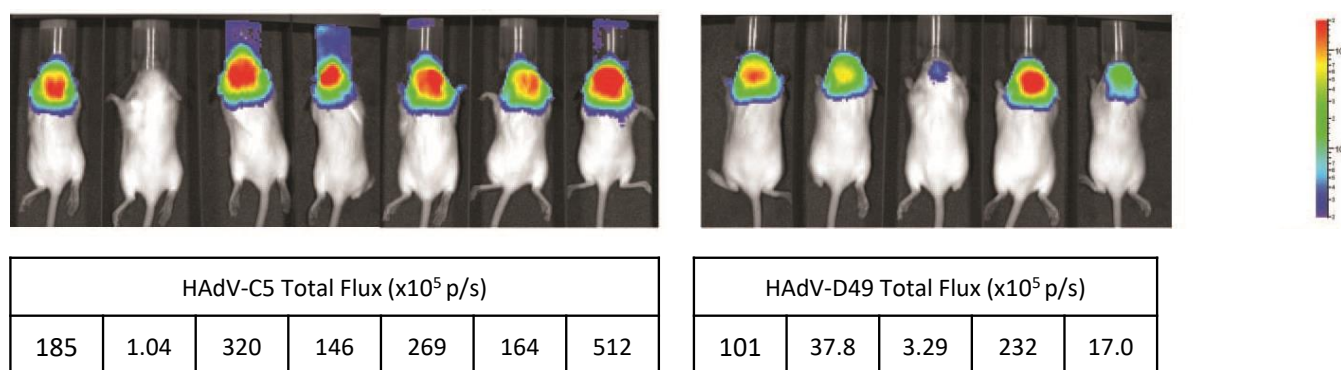 HAdV-C5 Total Flux (x10⁵ p/s)
185 1.04 320 146 269 164 512
HAdV-D49 Total Flux (x10⁵ p/s)
101 37.8 3.29 232 17.0